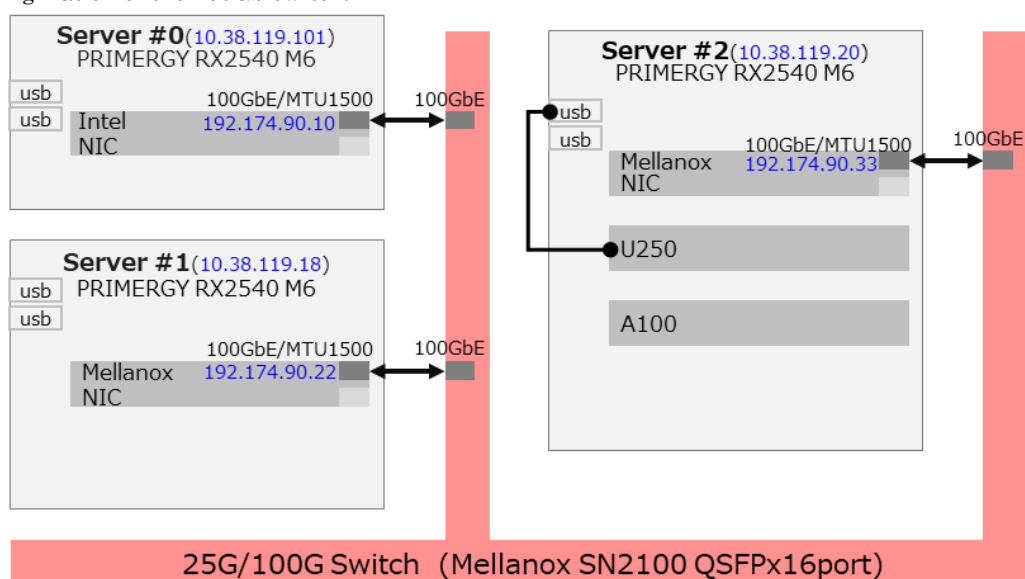 Server #0(10.38.119.101)
PRIMERGY RX2540 M6
usb
usb
100GbE/MTU1500
100GbE
Intel
NIC
192.174.90.10
Server #1(10.38.119.18)
PRIMERGY RX2540 M6
usb
usb
100GbE/MTU1500
100GbE
Mellanox
NIC
192.174.90.22
Server #2(10.38.119.20)
PRIMERGY RX2540 M6
usb
usb
100GbE/MTU1500
100GbE
Mellanox
NIC
192.174.90.33
U250
A100
25G/100G Switch (Mellanox SN2100 QSFPx16port)